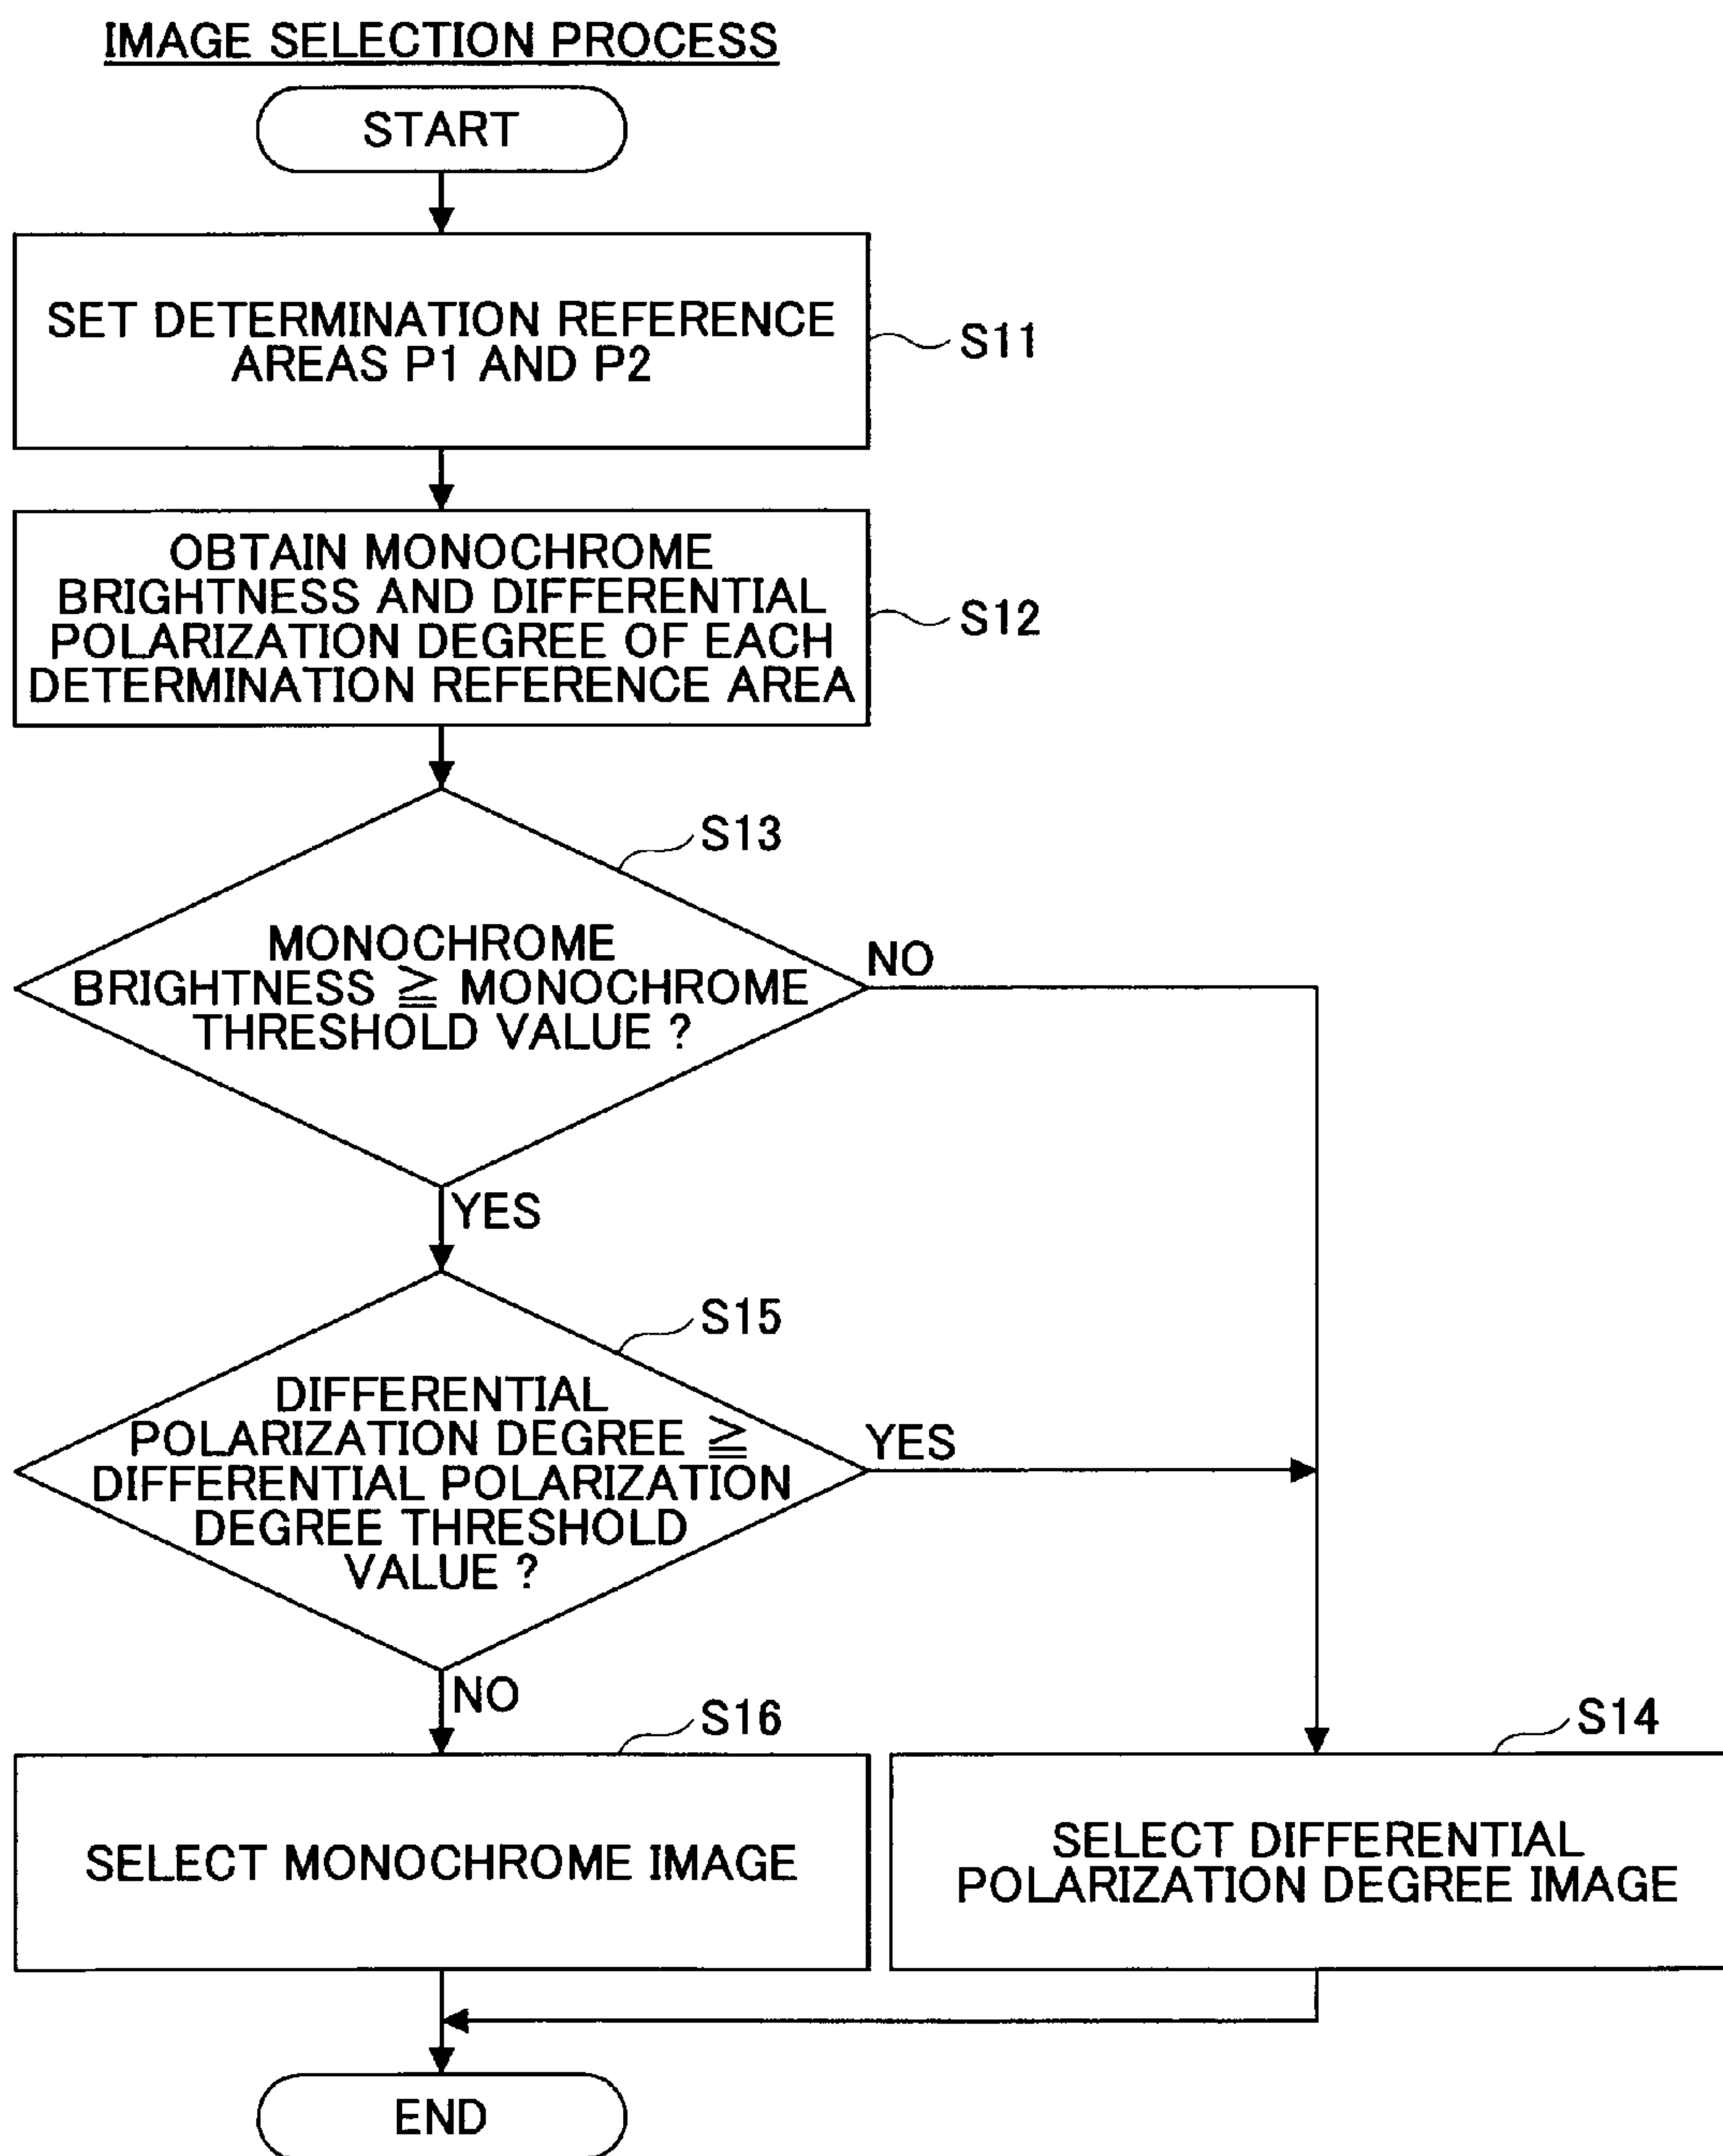 IMAGE SELECTION PROCESS
START
SET DETERMINATION REFERENCE
AREAS P1 AND P2
S11
OBTAIN MONOCHROME
BRIGHTNESS AND DIFFERENTIAL
POLARIZATION DEGREE OF EACH
DETERMINATION REFERENCE AREA
S12
S13
MONOCHROME
BRIGHTNESS ≧ MONOCHROME
THRESHOLD VALUE ?
NO
YES
S15
DIFFERENTIAL
POLARIZATION DEGREE ≧
DIFFERENTIAL POLARIZATION
DEGREE THRESHOLD
VALUE ?
YES
NO
S16
SELECT MONOCHROME IMAGE
S14
SELECT DIFFERENTIAL
POLARIZATION DEGREE IMAGE
END